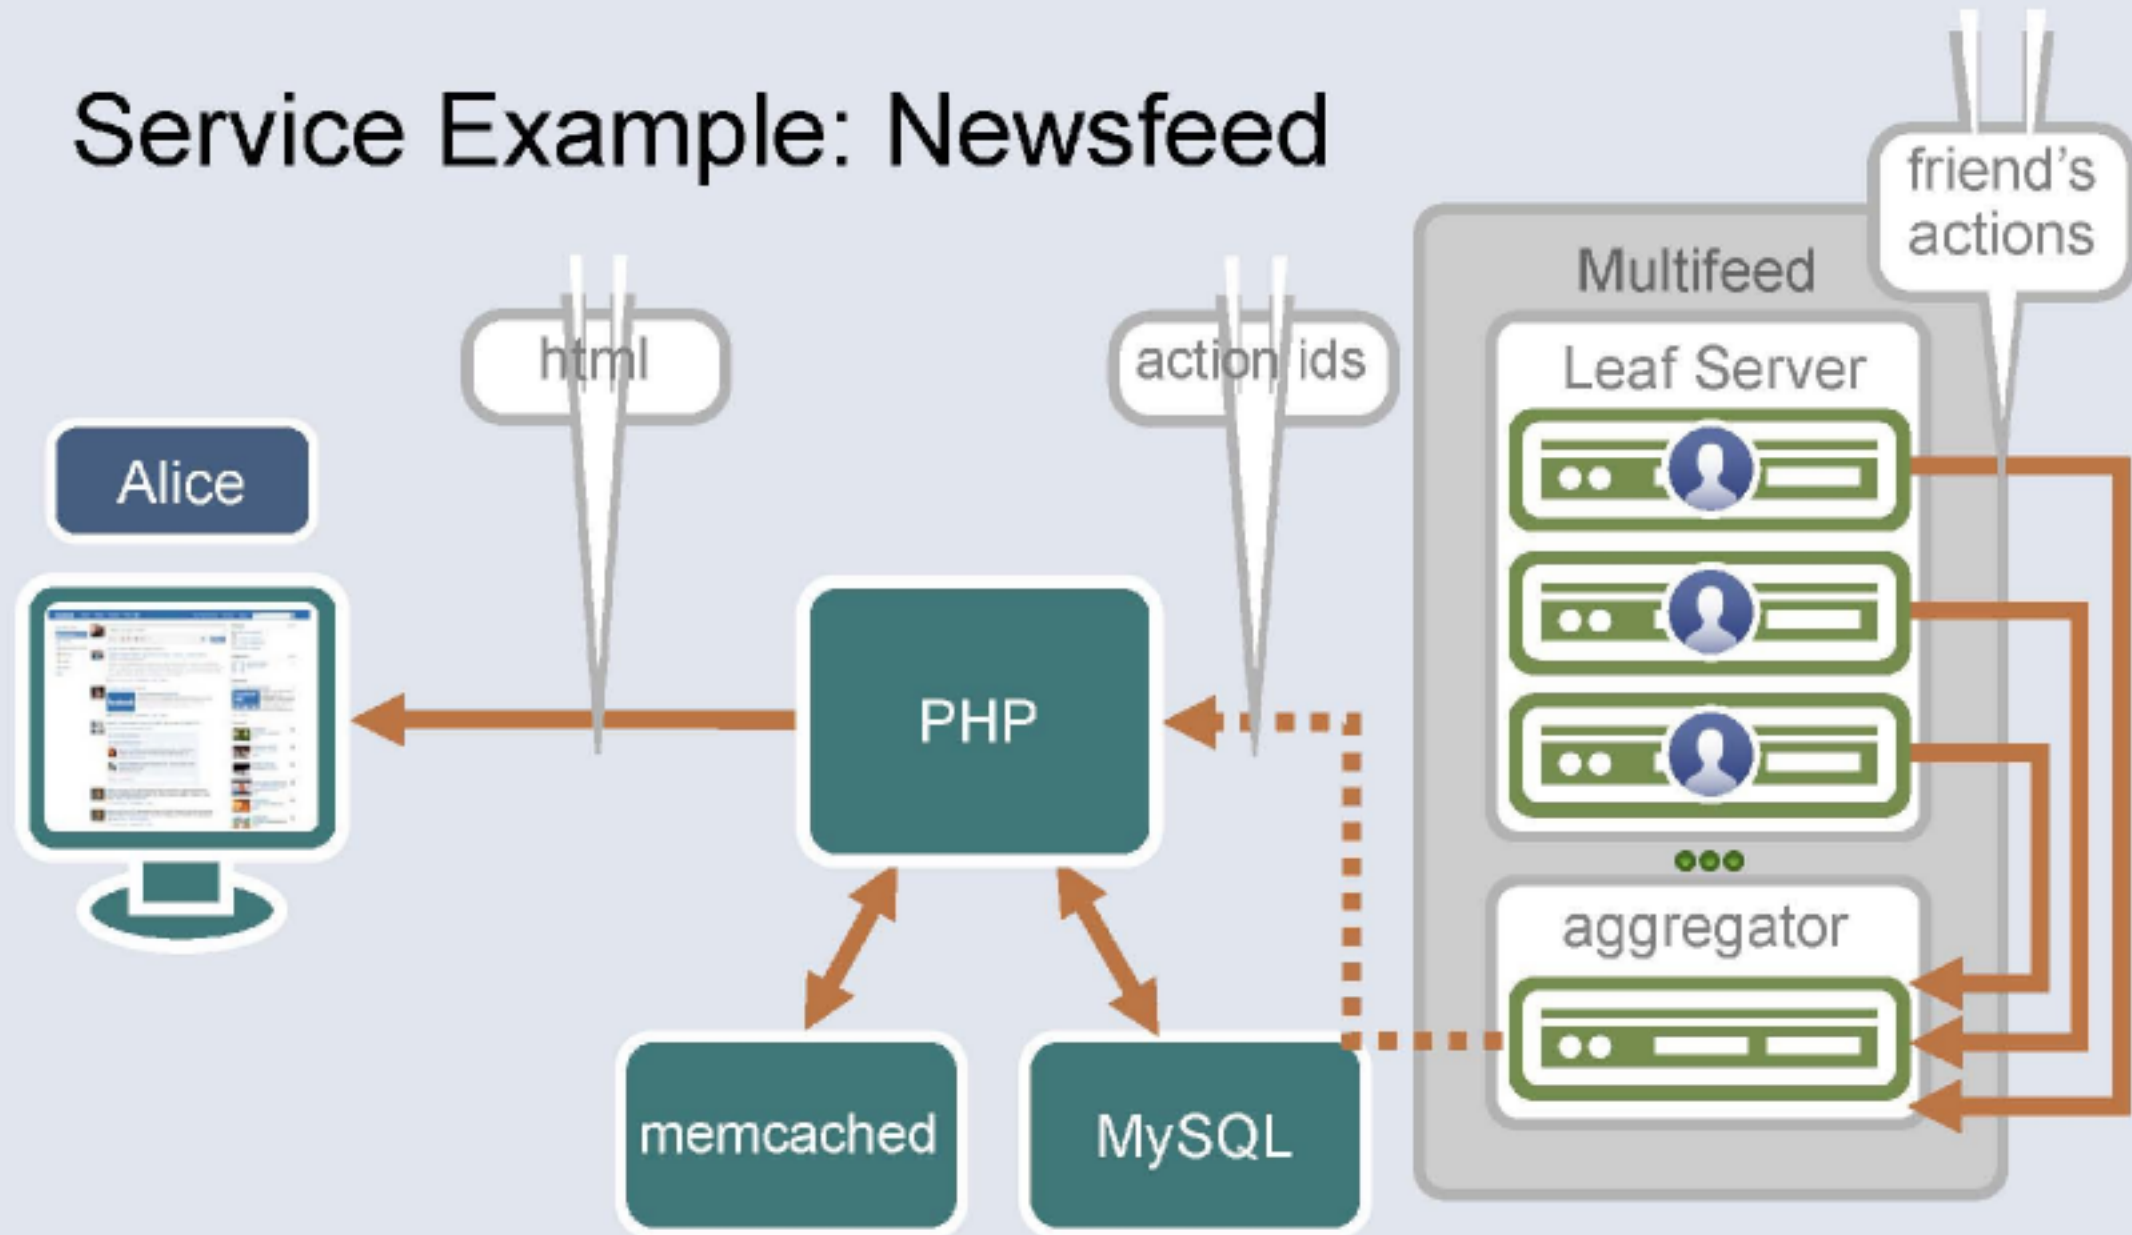 Service Example: Newsfeed
friend's
actions
Multifeed
html
action ids
Leaf Server
Alice
PHP
aggregator
memcached
MySQL